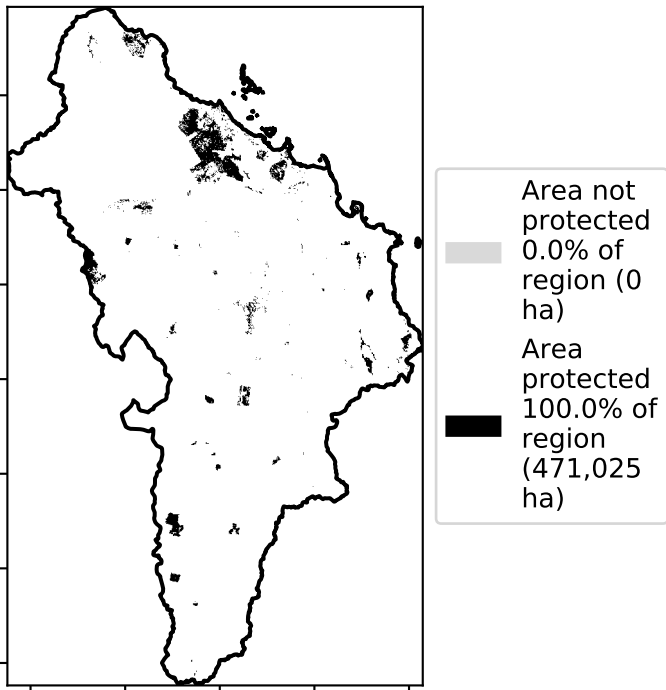 Area not
protected
0.0% of
region (0
ha)
Area
protected
100.0% of
region
(471,025
ha)